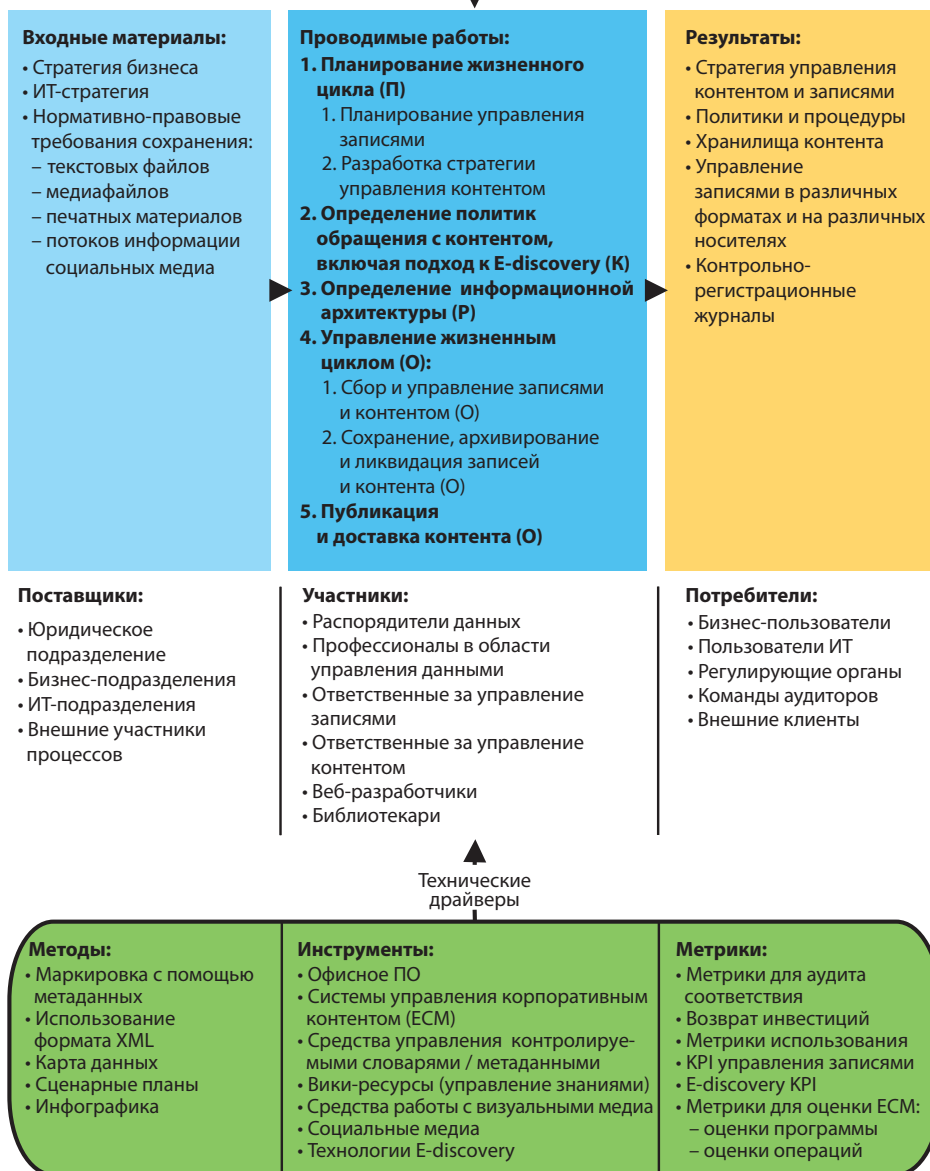 Входные материалы:
• Стратегия бизнеса
• ИТ-стратегия
• Нормативно-правовые
требования сохранения:
– текстовых файлов
– медиафайлов
– печатных материалов
– потоков информации
социальных медиа
Проводимые работы:
1. Планирование жизненного
цикла (П)
1. Планирование управления
записями
2. Разработка стратегии
управления контентом
2. Определение политик
обращения с контентом,
включая подход к E-discovery (К)
3. Определение информационной
архитектуры (Р)
4. Управление жизненным
циклом (О):
1. Сбор и управление записями
и контентом (О)
2. Сохранение, архивирование
и ликвидация записей
и контента (О)
5. Публикация
и доставка контента (О)
Результаты:
• Стратегия управления
контентом и записями
• Политики и процедуры
• Хранилища контента
• Управление
записями в различных
форматах и на различных
носителях
• Контрольно-
регистрационные
журналы
Поставщики:
• Юридическое
подразделение
• Бизнес-подразделения
• ИТ-подразделения
• Внешние участники
процессов
Участники:
• Распорядители данных
• Профессионалы в области
управления данными
• Ответственные за управление
записями
• Ответственные за управление
контентом
• Веб-разработчики
• Библиотекари
Потребители:
• Бизнес-пользователи
• Пользователи ИТ
• Регулирующие органы
• Команды аудиторов
• Внешние клиенты
Технические
драйверы
Методы:
• Маркировка с помощью
метаданных
• Использование
формата XML
• Карта данных
• Сценарные планы
• Инфографика
Инструменты:
• Офисное ПО
• Системы управления корпоративным
контентом (ECM)
• Средства управления контролируе-
мыми словарями / метаданными
• Вики-ресурсы (управление знаниями)
• Средства работы с визуальными медиа
• Социальные медиа
• Технологии E-discovery
Метрики:
• Метрики для аудита
соответствия
• Возврат инвестиций
• Метрики использования
• KPI управления записями
• E-discovery KPI
• Метрики для оценки ECM:
– оценки программы
– оценки операций